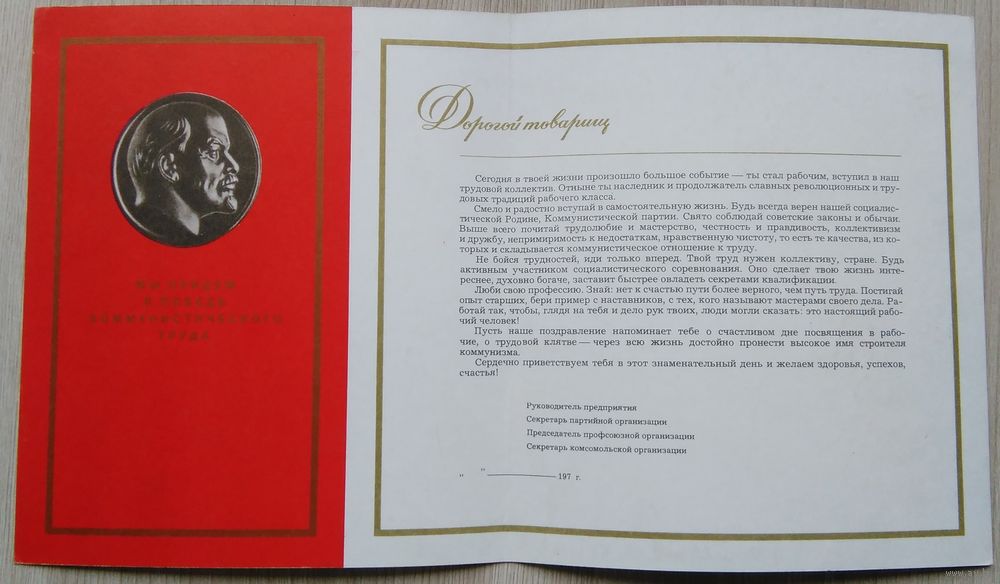 МЫ ПРИДЕМ
К ПОБЕДЕ
КОММУНИСТИЧЕСКОГО
ТРУДА
Дорогой товарищ
Сегодня в твоей жизни произошло большое событие — ты стал рабочим, вступил в наш
трудовой коллектив. Отныне ты наследник и продолжатель славных революционных и тру-
довых традиций рабочего класса.
Смело и радостно вступай в самостоятельную жизнь. Будь всегда верен нашей социалис-
тической Родине, Коммунистической партии. Свято соблюдай советские законы и обычаи.
Выше всего почитай трудолюбие и мастерство, честность и правдивость, коллективизм
и дружбу, непримиримость к недостаткам, нравственную чистоту, то есть те качества, из ко-
торых и складывается коммунистическое отношение к труду.
Не бойся трудностей, иди только вперед. Твой труд нужен коллективу, стране. Будь
активным участником социалистического соревнования. Оно сделает твою жизнь инте-
реснее, духовно богаче, заставит быстрее овладеть секретами квалификации.
Люби свою профессию. Знай: нет к счастью пути более верного, чем путь труда. Постигай
опыт старших, бери пример с наставников, с тех, кого называют мастерами своего дела. Ра-
ботай так, чтобы, глядя на тебя и дело рук твоих, люди могли сказать: это настоящий рабо-
чий человек!
Пусть наше поздравление напоминает тебе о счастливом дне посвящения в рабо-
чие, о трудовой клятве — через всю жизнь достойно пронести высокое имя строителя
коммунизма.
Сердечно приветствуем тебя в этот знаменательный день и желаем здоровья, успехов,
счастья!
Руководитель предприятия
Секретарь партийной организации
Председатель профсоюзной организации
Секретарь комсомольской организации
„ " 197 г.